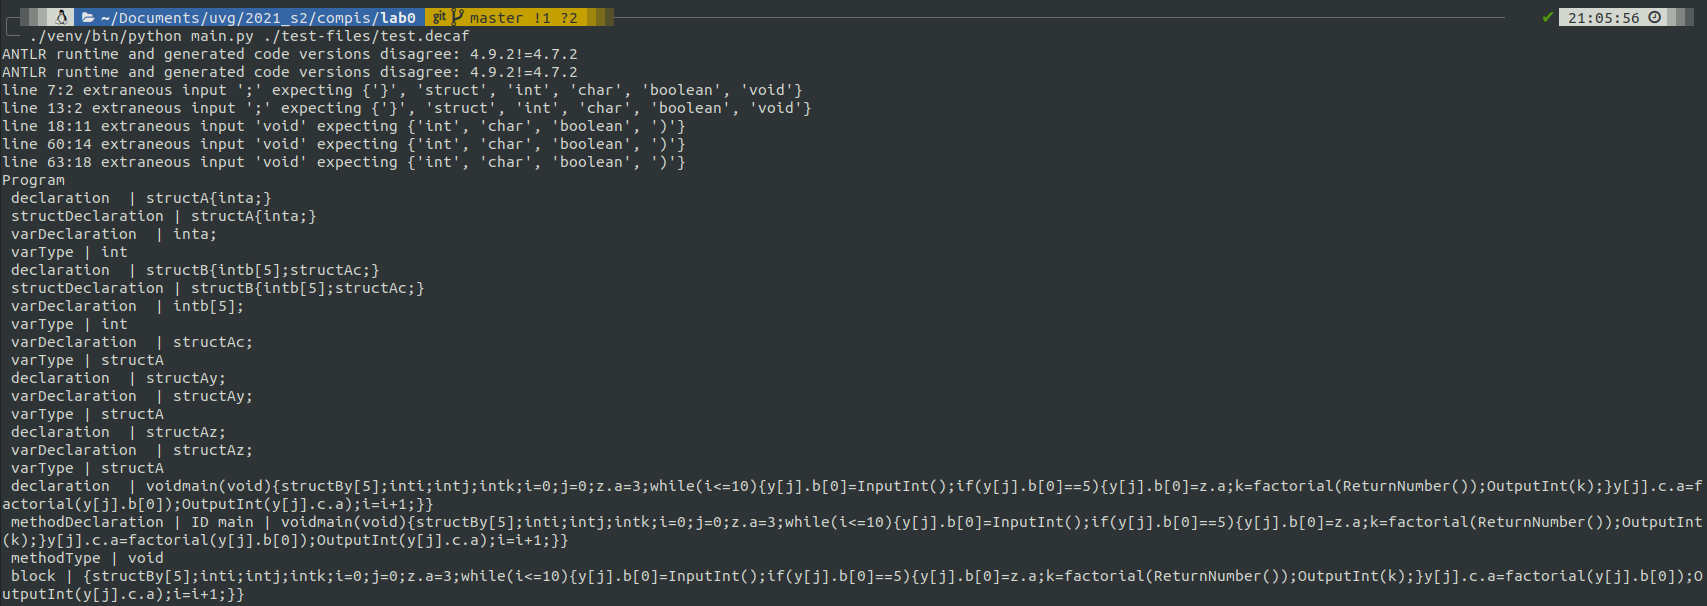 ~/Documents/uvg/2021_s2/compis/lab0 git master !1 ?2 ✔ 21:05:56
./venv/bin/python main.py ./test-files/test.decaf
ANTLR runtime and generated code versions disagree: 4.9.2!=4.7.2
ANTLR runtime and generated code versions disagree: 4.9.2!=4.7.2
line 7:2 extraneous input ';' expecting {'}', 'struct', 'int', 'char', 'boolean', 'void'}
line 13:2 extraneous input ';' expecting {'}', 'struct', 'int', 'char', 'boolean', 'void'}
line 18:11 extraneous input 'void' expecting {'int', 'char', 'boolean', ')'}
line 60:14 extraneous input 'void' expecting {'int', 'char', 'boolean', ')'}
line 63:18 extraneous input 'void' expecting {'int', 'char', 'boolean', ')'}
Program
 declaration  | structA{inta;}
 structDeclaration | structA{inta;}
 varDeclaration  | inta;
 varType | int
 declaration  | structB{intb[5];structAc;}
 structDeclaration | structB{intb[5];structAc;}
 varDeclaration  | intb[5];
 varType | int
 varDeclaration  | structAc;
 varType | structA
 declaration  | structAy;
 varDeclaration  | structAy;
 varType | structA
 declaration  | structAz;
 varDeclaration  | structAz;
 varType | structA
 declaration  | voidmain(void){structBy[5];inti;intj;intk;i=0;j=0;z.a=3;while(i<=10){y[j].b[0]=InputInt();if(y[j].b[0]==5){y[j].b[0]=z.a;k=factorial(ReturnNumber());OutputInt(k);}y[j].c.a=f
actorial(y[j].b[0]);OutputInt(y[j].c.a);i=i+1;}}
 methodDeclaration | ID main | voidmain(void){structBy[5];inti;intj;intk;i=0;j=0;z.a=3;while(i<=10){y[j].b[0]=InputInt();if(y[j].b[0]==5){y[j].b[0]=z.a;k=factorial(ReturnNumber());OutputInt
(k);}y[j].c.a=factorial(y[j].b[0]);OutputInt(y[j].c.a);i=i+1;}}
 methodType | void
 block | {structBy[5];inti;intj;intk;i=0;j=0;z.a=3;while(i<=10){y[j].b[0]=InputInt();if(y[j].b[0]==5){y[j].b[0]=z.a;k=factorial(ReturnNumber());OutputInt(k);}y[j].c.a=factorial(y[j].b[0]);O
utputInt(y[j].c.a);i=i+1;}}